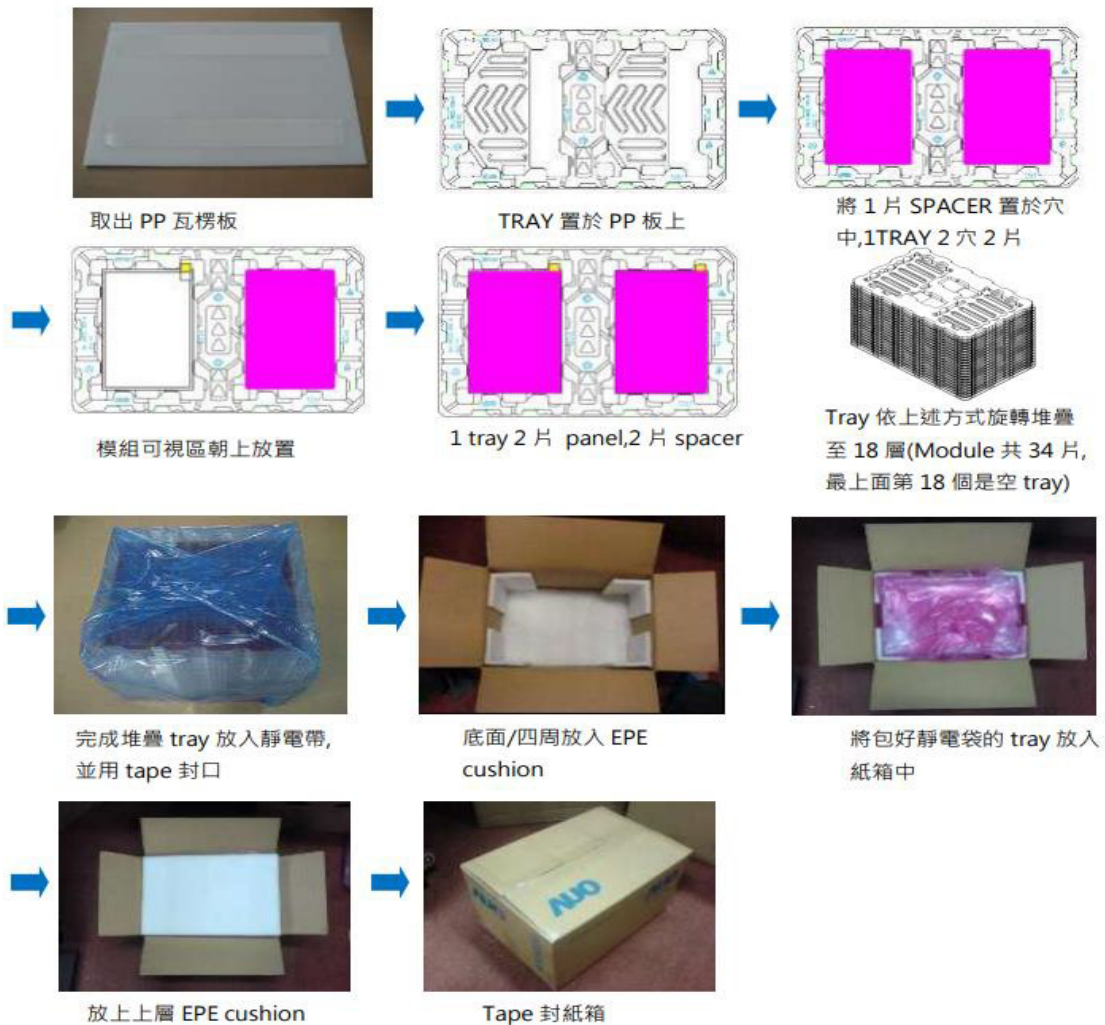 取出 PP 瓦楞板
TRAY 置於 PP 板上
將 1 片 SPACER 置於穴
中,1TRAY 2 穴 2 片
模組可視區朝上放置
1 tray 2 片 panel,2 片 spacer
Tray 依上述方式旋轉堆疊
至 18 層(Module 共 34 片,
最上面第 18 個是空 tray)
完成堆疊 tray 放入靜電帶,
並用 tape 封口
底面/四周放入 EPE
cushion
將包好靜電袋的 tray 放入
紙箱中
放上上層 EPE cushion
AUO
Tape 封紙箱